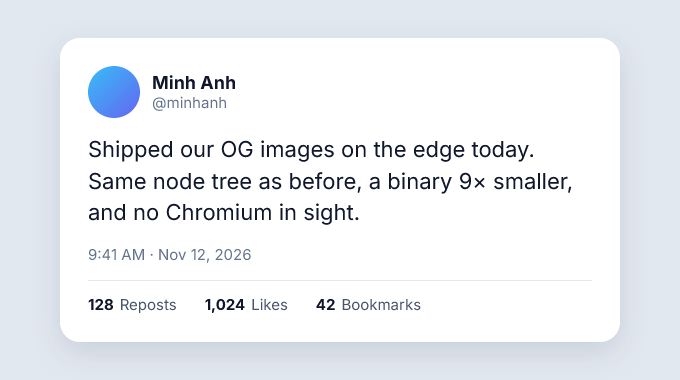 Minh Anh
@minhanh
Shipped our OG images on the edge today.
Same node tree as before, a binary 9× smaller,
and no Chromium in sight.
9:41 AM · Nov 12, 2026
128 Reposts 1,024 Likes 42 Bookmarks